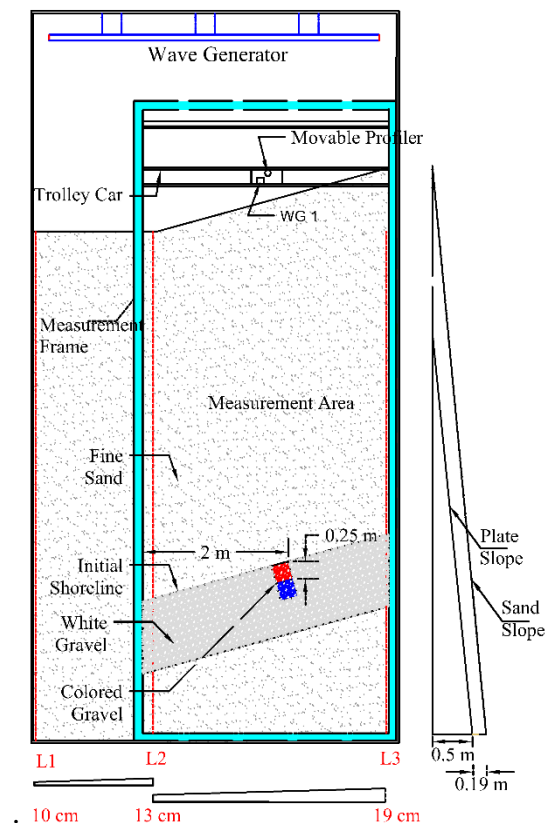 Wave Generator
Movable Profiler
Trolley Car
WG 1
Measurement
Frame
Measurement Area
Fine
Sand
2 m
0.25 m
Initial
Shoreline
White
Gravel
Colored
Gravel
Plate
Slope
Sand
Slope
L1
L2
L3
0.5 m
0.19 m
10 cm
13 cm
19 cm